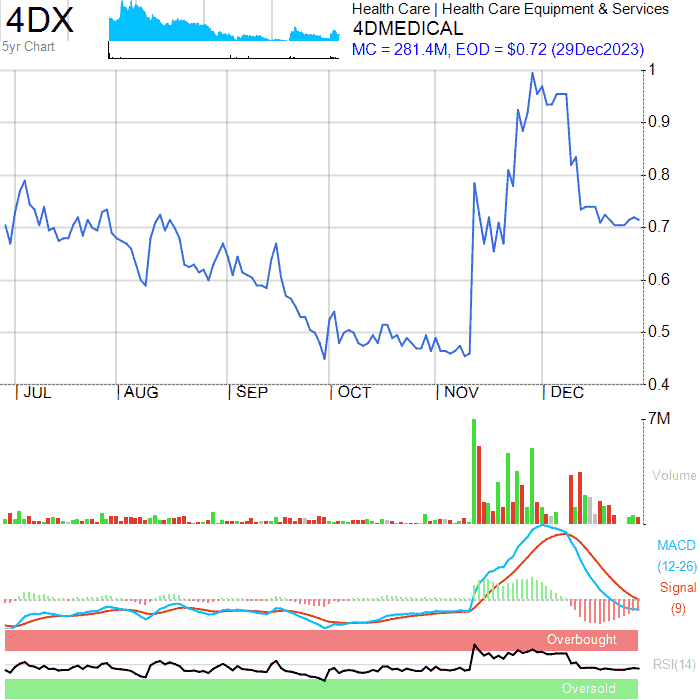 4DX
5yr Chart
Health Care | Health Care Equipment & Services
4DMEDICAL
MC = 281.4M, EOD = $0.72 (29Dec2023)
1
0.9
0.8
0.7
0.6
0.5
0.4
JUL AUG SEP OCT NOV DEC
7M
Volume
MACD
(12-26)
Signal
(9)
Overbought
RSI(14)
Oversold